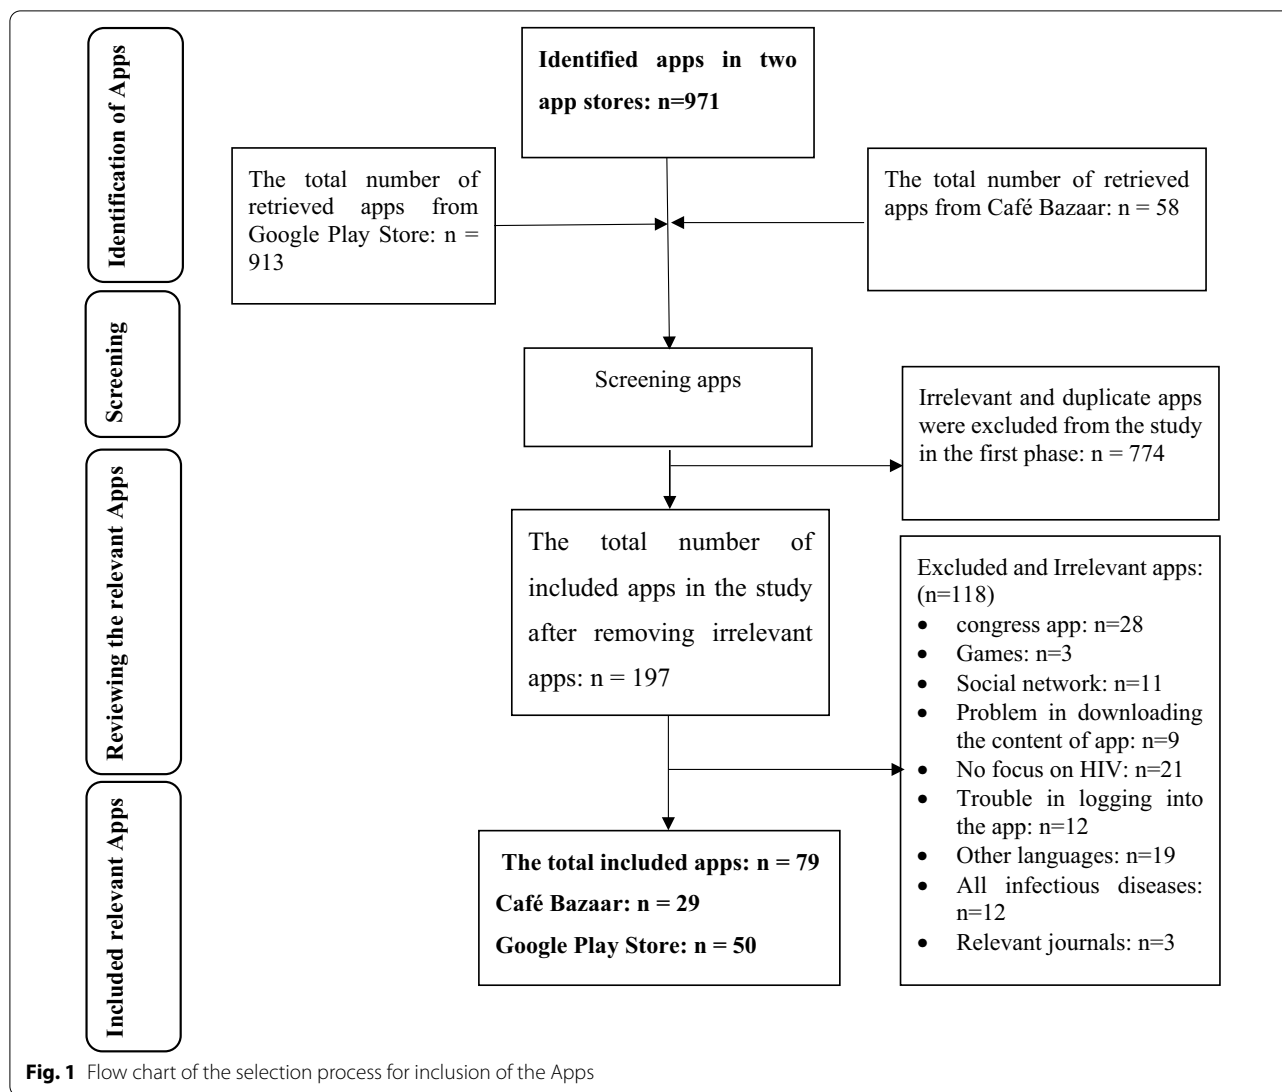 Identification of Apps
Identified apps in two
app stores: n=971
The total number of
retrieved apps from
Google Play Store: n =
913
The total number of retrieved
apps from Café Bazaar: n = 58
Screening
Screening apps
Irrelevant and duplicate apps
were excluded from the study
in the first phase: n = 774
Reviewing the relevant Apps
The total number of
included apps in the study
after removing irrelevant
apps: n = 197
Excluded and Irrelevant apps:
(n=118)
• congress app: n=28
• Games: n=3
• Social network: n=11
• Problem in downloading
the content of app: n=9
• No focus on HIV: n=21
• Trouble in logging into
the app: n=12
• Other languages: n=19
• All infectious diseases:
n=12
• Relevant journals: n=3
Included relevant Apps
The total included apps: n = 79
Café Bazaar: n = 29
Google Play Store: n = 50
Fig. 1 Flow chart of the selection process for inclusion of the Apps